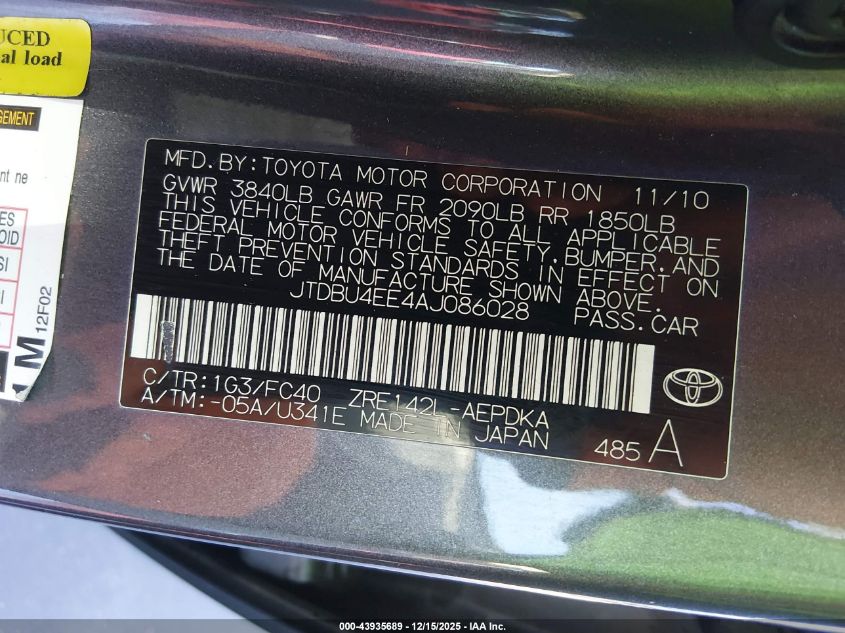 UCED
al load
GEMENT
nt ne
ES
OID
SI
SI
M 12F02
MFD. BY: TOYOTA MOTOR CORPORATION 11/10
GVWR 3840LB GAWR FR 2090LB RR 1850LB
THIS VEHICLE CONFORMS TO ALL APPLICABLE
FEDERAL MOTOR VEHICLE SAFETY, BUMPER, AND
THEFT PREVENTION STANDARDS IN EFFECT ON
THE DATE OF MANUFACTURE SHOWN ABOVE.
JTDBU4EE4AJ086028 PASS. CAR
C/TR: 1G3/FC40 ZRE142L-AEPDKA
A/TM: -05A/U341E MADE IN JAPAN
485 A
000-43935689 - 12/15/2025 - IAA Inc.